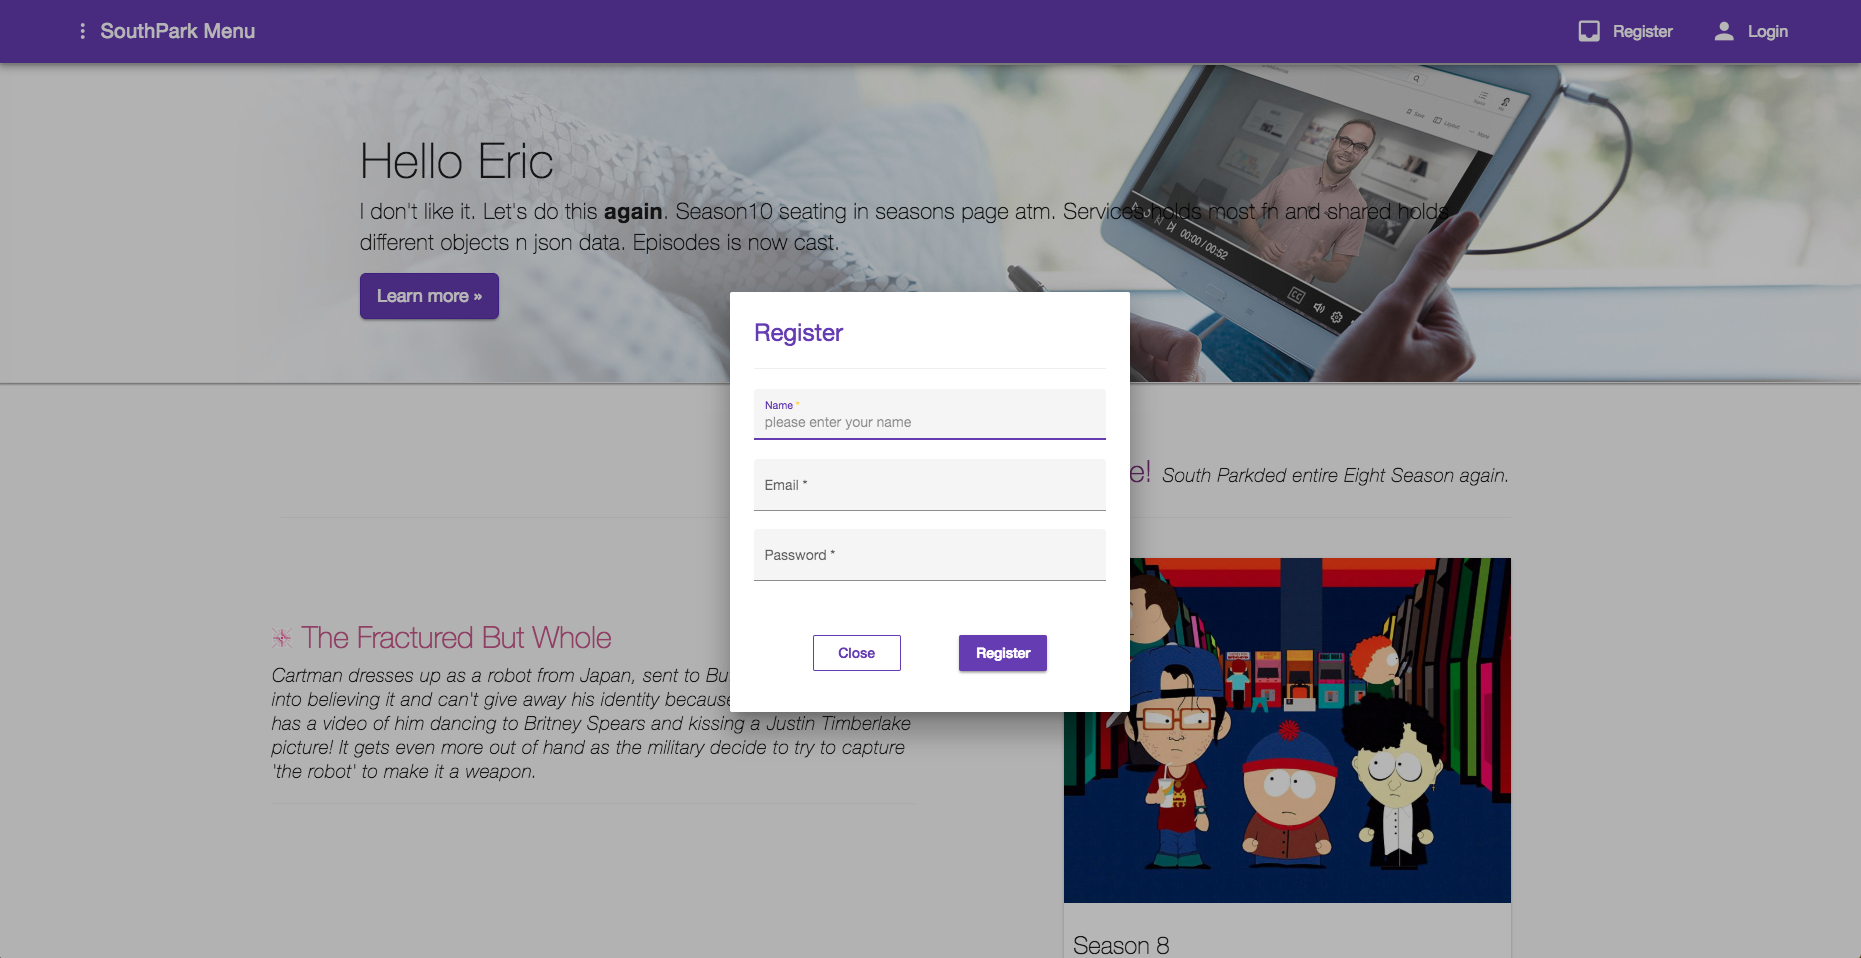 SouthPark Menu
Register
Login
Hello Eric
I don't like it. Let's do this again. Season10 seating in seasons page atm. Services holds most fn and shared holds
different objects n json data. Episodes is now cast.
Learn more »
Save
Layout
More
00:00 / 00:52
CC
Register
Name *
please enter your name
Email *
Password *
Close
Register
e! South Parkded entire Eight Season again.
The Fractured But Whole
Cartman dresses up as a robot from Japan, sent to Bu
into believing it and can't give away his identity because
has a video of him dancing to Britney Spears and kissing a Justin Timberlake
picture! It gets even more out of hand as the military decide to try to capture
'the robot' to make it a weapon.
Season 8